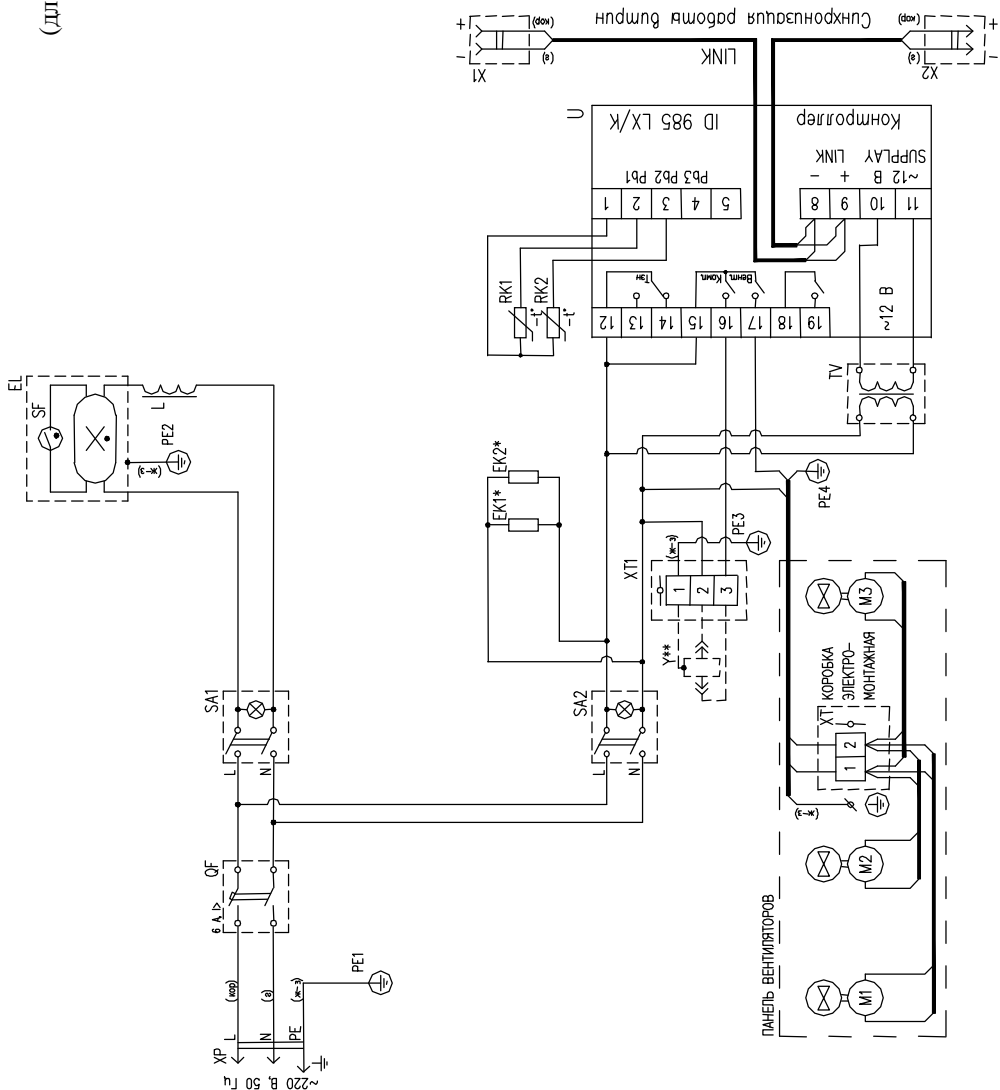 (дл
Синхронизация работы витрин
LINK
+
(кор)
−
(г)
X1
(кор)
+
(г)
−
X2
U
ID 985 LX/K
Контроллер
Pb3 Pb2 Pb1
LINK
SUPPLAY
− + ~12 В
1 2 3 4 5
8 9 10 11
Тэн
Комп.
Вент.
~12 В
12 13 14 15 16 17 18 19
RK1
-t°
RK2
-t°
TV
EL
SF
L
PE2
(ж-з)
EK2*
EK1*
PE4
PE3
(ж-з)
XT1
1 2 3
Y**
SA1
L
N
SA2
L
N
QF
6 А, I>
(кор)
(г)
(ж-з)
PE1
XP
L
N
PE
~220 В, 50 Гц
ПАНЕЛЬ ВЕНТИЛЯТОРОВ
КОРОБКА
ЭЛЕКТРО-
МОНТАЖНАЯ
XT
1 2
(ж-з)
M1
M2
M3